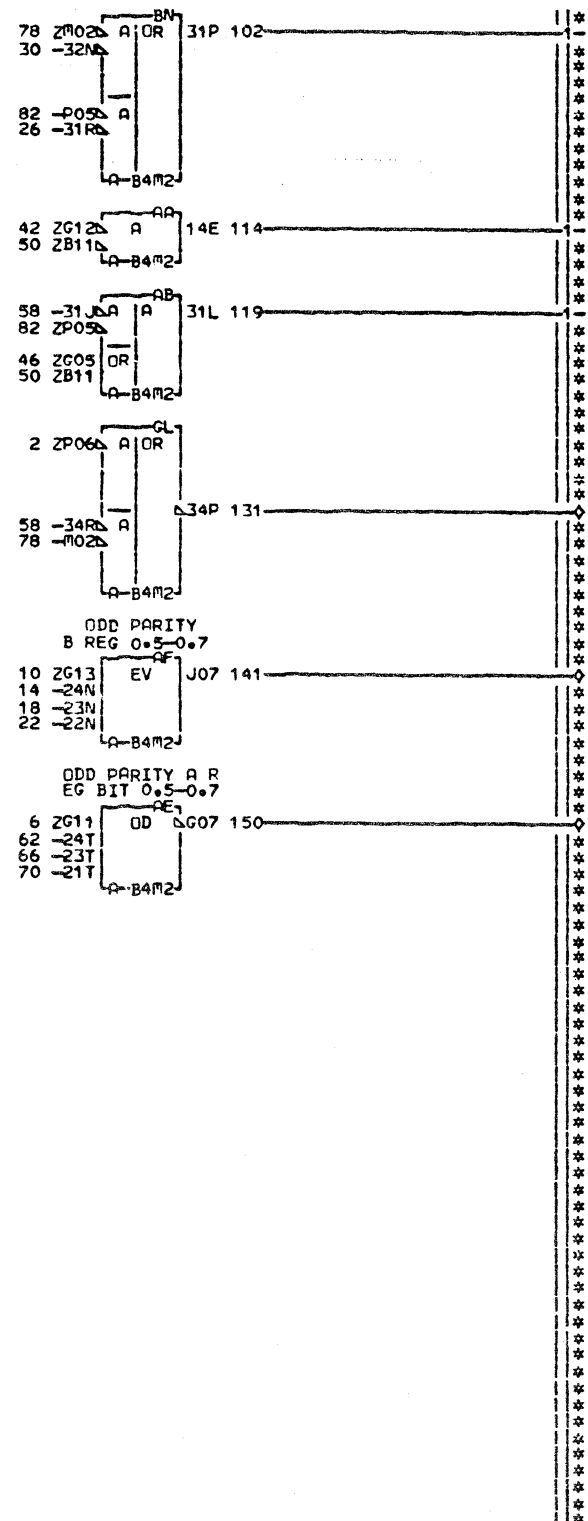 BN
78 ZM02 A OR 31P 102 1
30 -32N
82 -P05 A
26 -31R
A-B4M2
AA
42 ZG12 A 14E 114 1
50 ZB11
A-B4M2
AB
58 -31J A A 31L 119 1
82 ZP05
46 ZG05 OR
50 ZB11
A-B4M2
GL
2 ZP06 A OR
34P 131
58 -34R A
78 -M02
A-B4M2
ODD PARITY
B REG 0.5-0.7
AF
10 ZG13 EV J07 141
14 -24N
18 -23N
22 -22N
A-B4M2
ODD PARITY A R
EG BIT 0.5-0.7
AE
6 ZG11 OD G07 150
62 -24T
66 -23T
70 -21T
A-B4M2